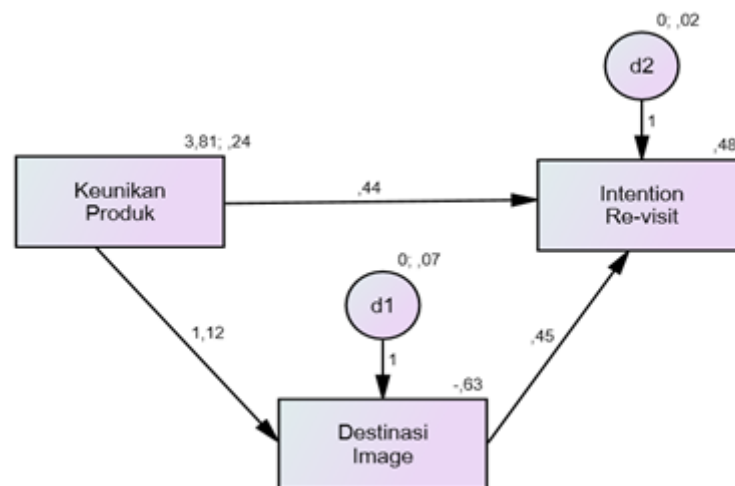 0; ,02
d2
1
3,81; ,24
,48
Keunikan
Produk
,44
Intention
Re-visit
0; ,07
d1
1,12
1
,45
-,63
Destinasi
Image